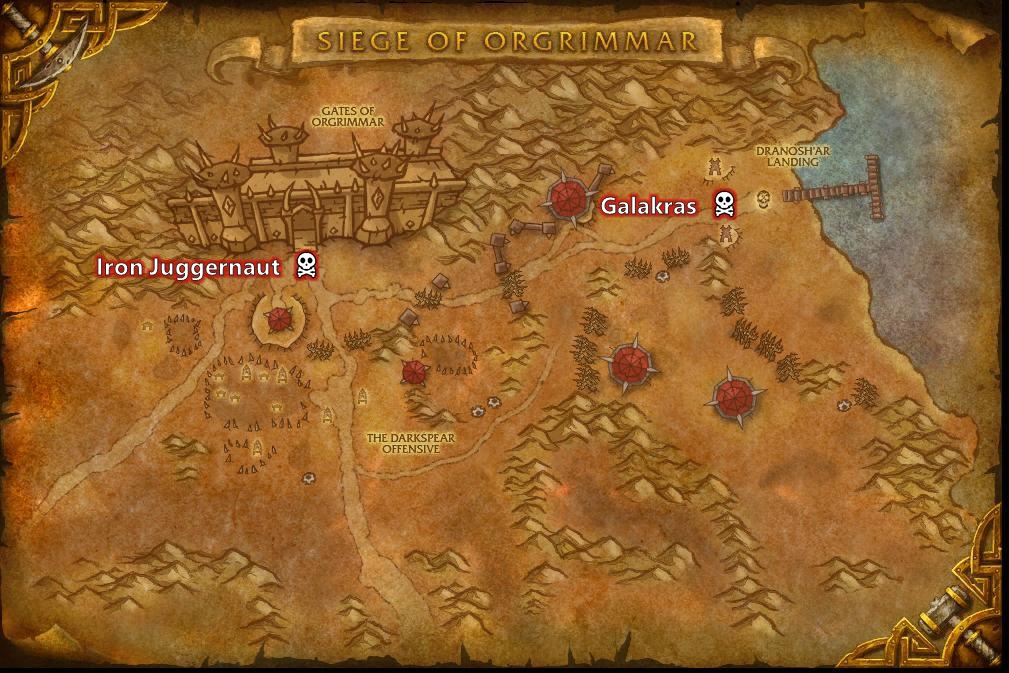 SIEGE OF ORGRIMMAR
GATES OF
ORGRIMMAR
DRANOSH'AR
LANDING
Galakras
Iron Juggernaut
THE DARKSPEAR
OFFENSIVE